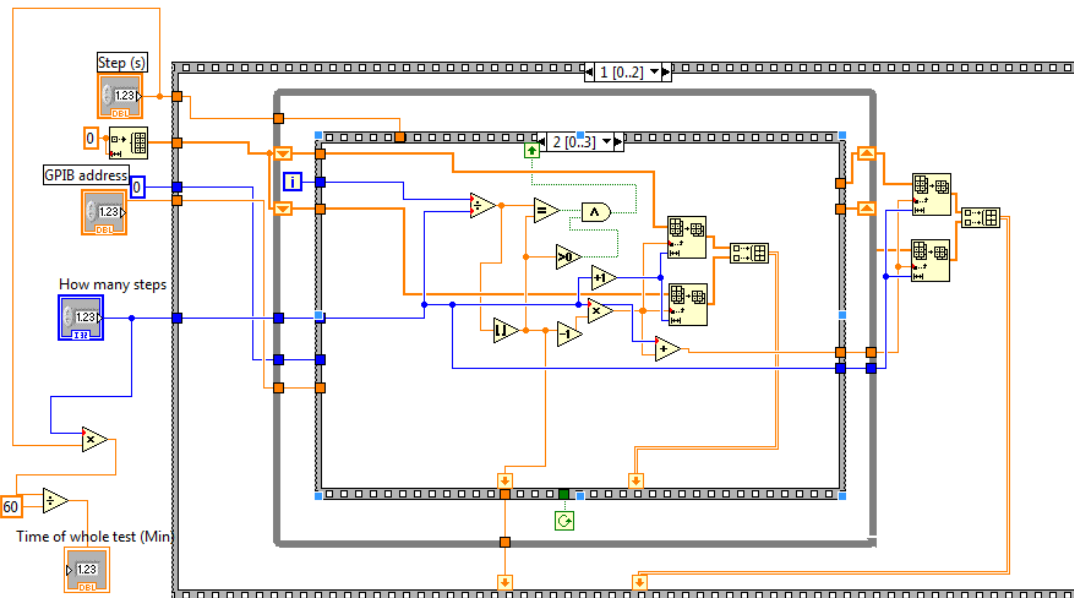 1 [0..2]
Step (s)
1.23
DBL
2 [0..3]
0
GPIB address
0
1.23
DBL
i
÷
=
∧
>0
+1
How many steps
1.23
I32
×
-1
+
×
÷
60
Time of whole test (Min)
1.23
DBL